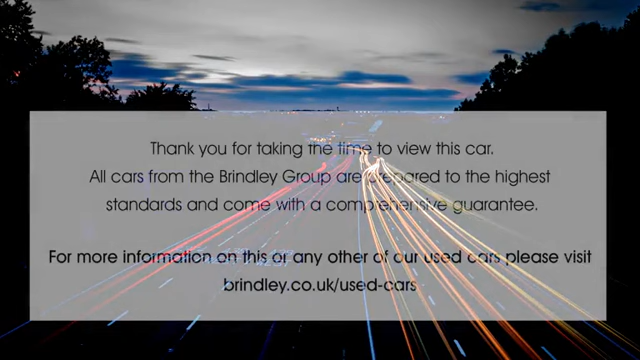 Thank you for taking the time to view this car.
All cars from the Brindley Group are prepared to the highest
standards and come with a comprehensive guarantee.
For more information on this or any other of our used cars please visit
brindley.co.uk/used-cars